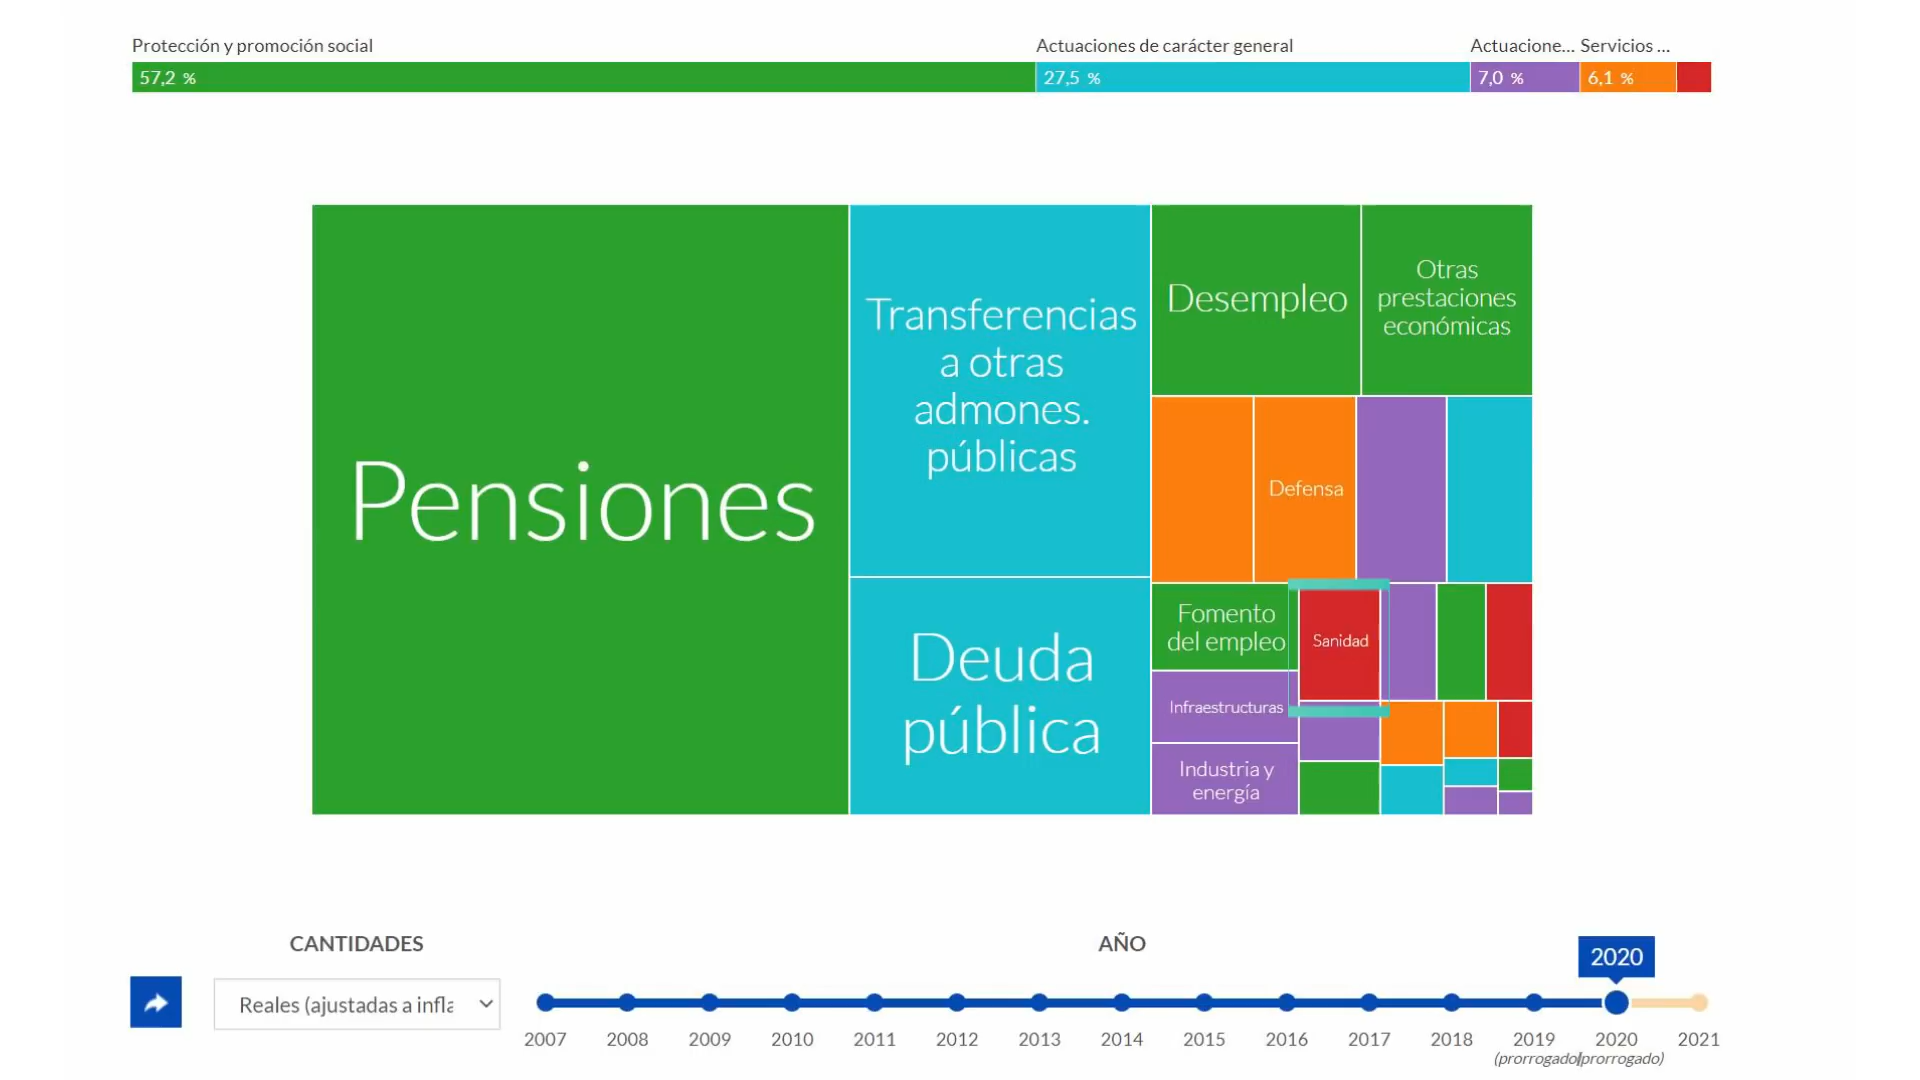 Protección y promoción social
Actuaciones de carácter general
Actuacione... Servicios ...
57,2 %
27,5 %
7,0 %
6,1 %
Pensiones
Transferencias
a otras
admones.
públicas
Deuda
pública
Desempleo
Otras
prestaciones
económicas
Defensa
Fomento
del empleo
Sanidad
Infraestructuras
Industria y
energía
CANTIDADES
AÑO
2020
Reales (ajustadas a infla
2007 2008 2009 2010 2011 2012 2013 2014 2015 2016 2017 2018 2019 2020 2021
(prorrogado) (prorrogado)